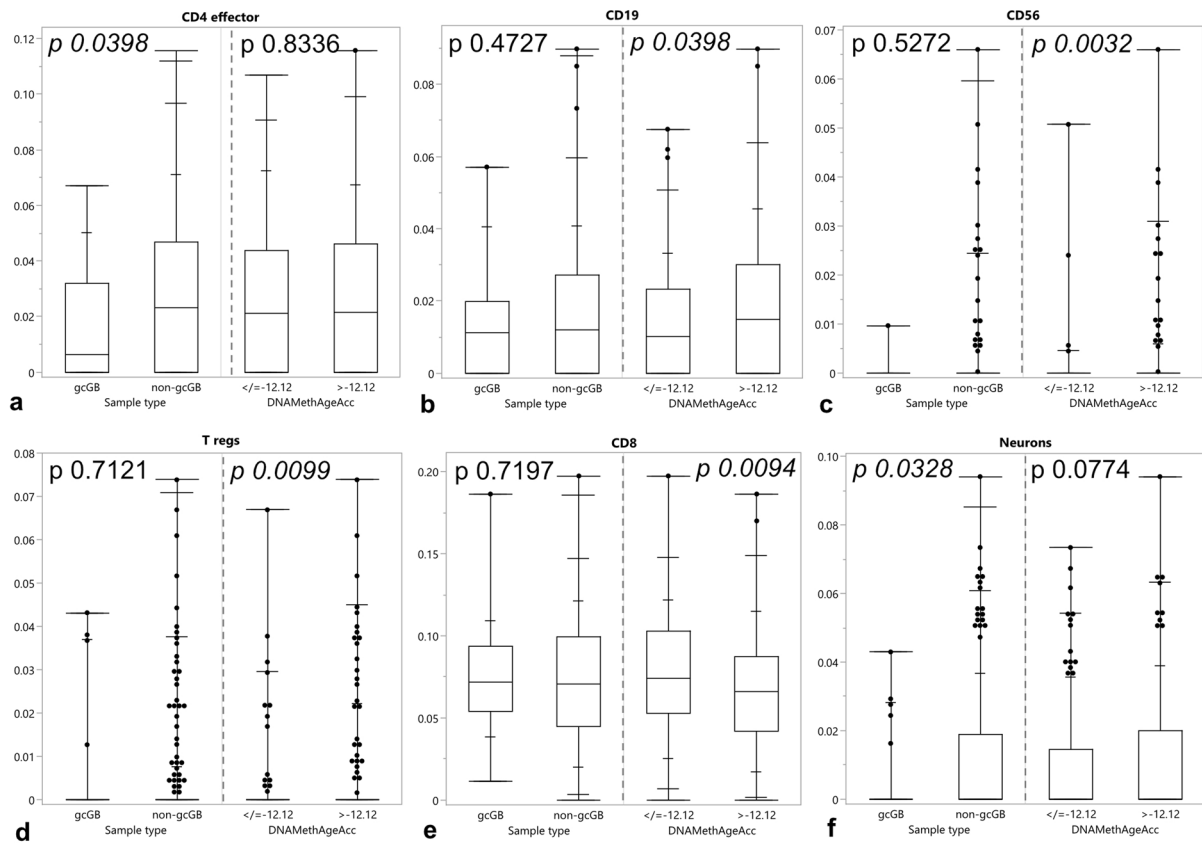 CD4 effector
p 0.0398 p 0.8336
0.12
0.10
0.08
0.06
0.04
0.02
0
gcGB non-gcGB </=-12.12 >-12.12
Sample type DNAMethAgeAcc
a
CD19
p 0.4727 p 0.0398
0.08
0.06
0.04
0.02
0
gcGB non-gcGB </=-12.12 >-12.12
Sample type DNAMethAgeAcc
b
CD56
p 0.5272 p 0.0032
0.07
0.06
0.05
0.04
0.03
0.02
0.01
0
gcGB non-gcGB </=-12.12 >-12.12
Sample type DNAMethAgeAcc
c
T regs
p 0.7121 p 0.0099
0.08
0.07
0.06
0.05
0.04
0.03
0.02
0.01
0
gcGB non-gcGB </=-12.12 >-12.12
Sample type DNAMethAgeAcc
d
CD8
p 0.7197 p 0.0094
0.20
0.15
0.10
0.05
0
gcGB non-gcGB </=-12.12 >-12.12
Sample type DNAMethAgeAcc
e
Neurons
p 0.0328 p 0.0774
0.10
0.08
0.06
0.04
0.02
0.00
gcGB non-gcGB </=-12.12 >-12.12
Sample type DNAMethAgeAcc
f